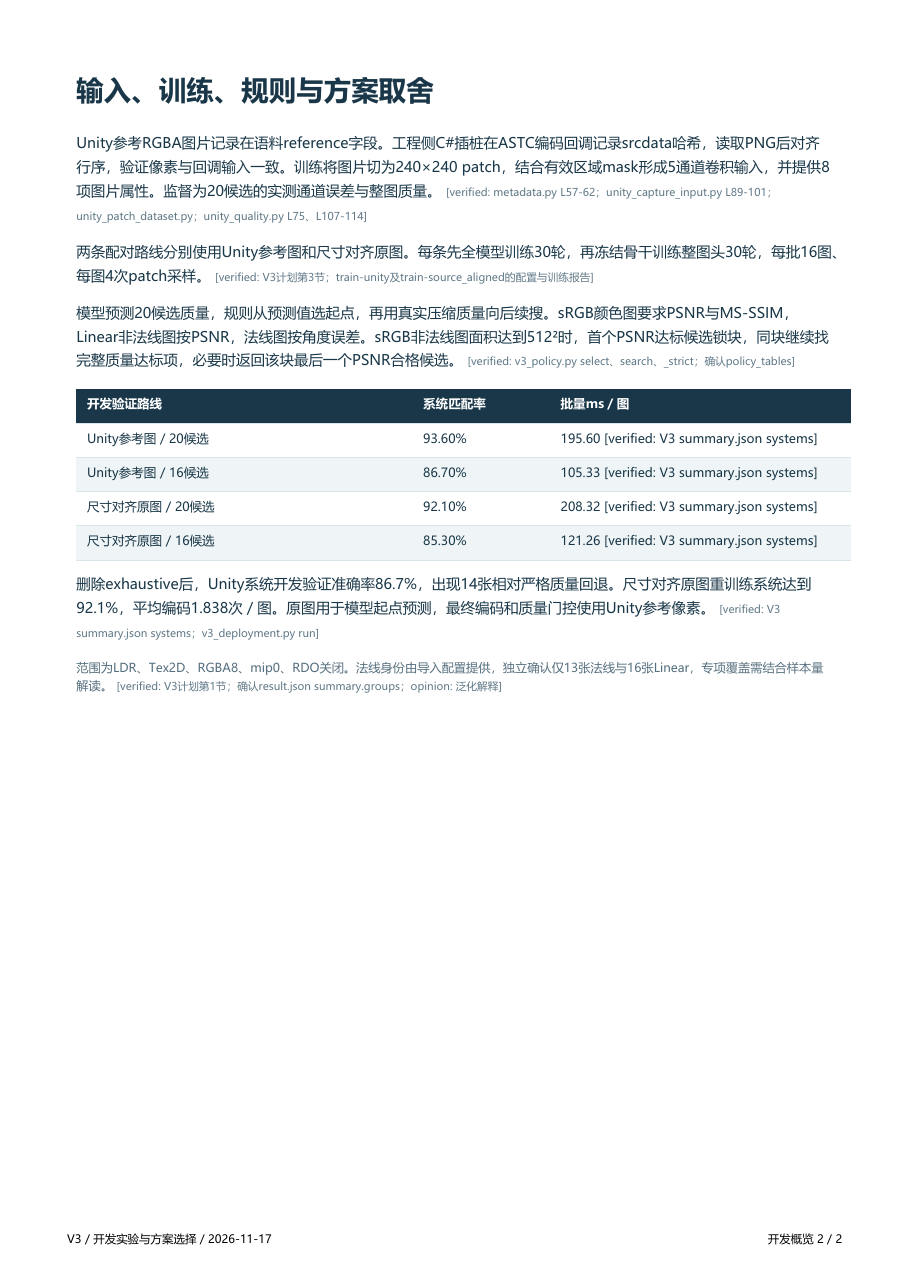 输入、训练、规则与方案取舍
Unity参考RGBA图片记录在语料reference字段。工程侧C#插桩在ASTC编码回调记录srcdata哈希，读取PNG后对齐
行序，验证像素与回调输入一致。训练将图片切为240×240 patch，结合有效区域mask形成5通道卷积输入，并提供8
项图片属性。监督为20候选的实测通道误差与整图质量。 [verified: metadata.py L57-62；unity_capture_input.py L89-101；
unity_patch_dataset.py；unity_quality.py L75、L107-114]
两条配对路线分别使用Unity参考图和尺寸对齐原图。每条先全模型训练30轮，再冻结骨干训练整图头30轮，每批16图、
每图4次patch采样。 [verified: V3计划第3节；train-unity及train-source_aligned的配置与训练报告]
模型预测20候选质量，规则从预测值选起点，再用真实压缩质量向后续搜。sRGB颜色图要求PSNR与MS-SSIM，
Linear非法线图按PSNR，法线图按角度误差。sRGB非法线图面积达到512²时，首个PSNR达标候选锁块，同块继续找
完整质量达标项，必要时返回该块最后一个PSNR合格候选。 [verified: v3_policy.py select、search、_strict；确认policy_tables]
开发验证路线 系统匹配率 批量ms / 图
Unity参考图 / 20候选 93.60% 195.60 [verified: V3 summary.json systems]
Unity参考图 / 16候选 86.70% 105.33 [verified: V3 summary.json systems]
尺寸对齐原图 / 20候选 92.10% 208.32 [verified: V3 summary.json systems]
尺寸对齐原图 / 16候选 85.30% 121.26 [verified: V3 summary.json systems]
删除exhaustive后，Unity系统开发验证准确率86.7%，出现14张相对严格质量回退。尺寸对齐原图重训练系统达到
92.1%，平均编码1.838次 / 图。原图用于模型起点预测，最终编码和质量门控使用Unity参考像素。 [verified: V3
summary.json systems；v3_deployment.py run]
范围为LDR、Tex2D、RGBA8、mip0、RDO关闭。法线身份由导入配置提供，独立确认仅13张法线与16张Linear，专项覆盖需结合样本量
解读。 [verified: V3计划第1节；确认result.json summary.groups；opinion: 泛化解释]
V3 / 开发实验与方案选择 / 2026-11-17 开发概览 2 / 2